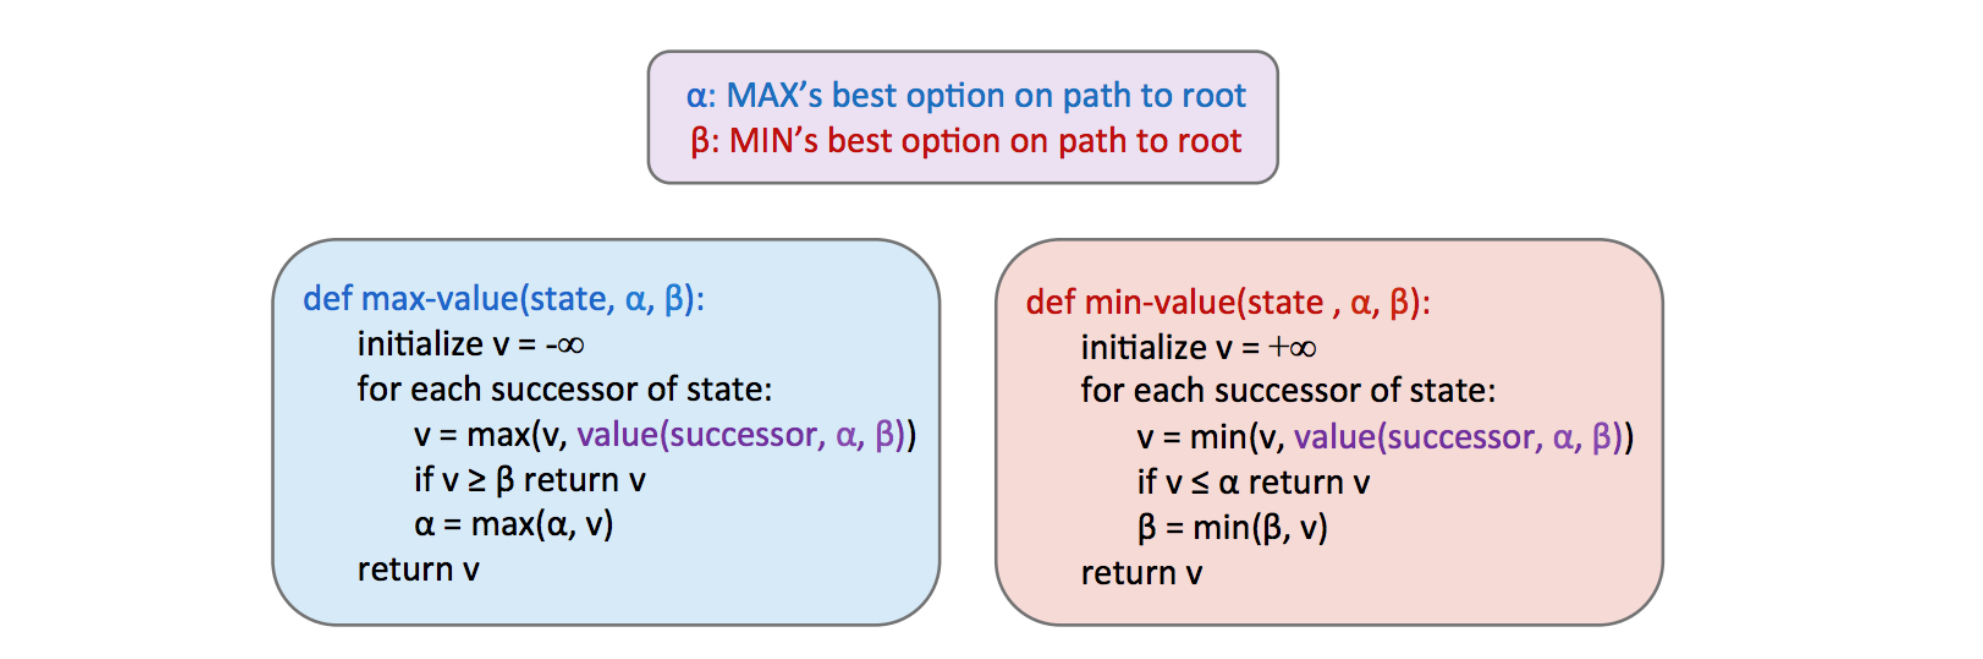 α: MAX’s best option on path to root
β: MIN’s best option on path to root
def max-value(state, α, β):
initialize v = -∞
for each successor of state:
v = max(v, value(successor, α, β))
if v ≥ β return v
α = max(α, v)
return v
def min-value(state , α, β):
initialize v = +∞
for each successor of state:
v = min(v, value(successor, α, β))
if v ≤ α return v
β = min(β, v)
return v